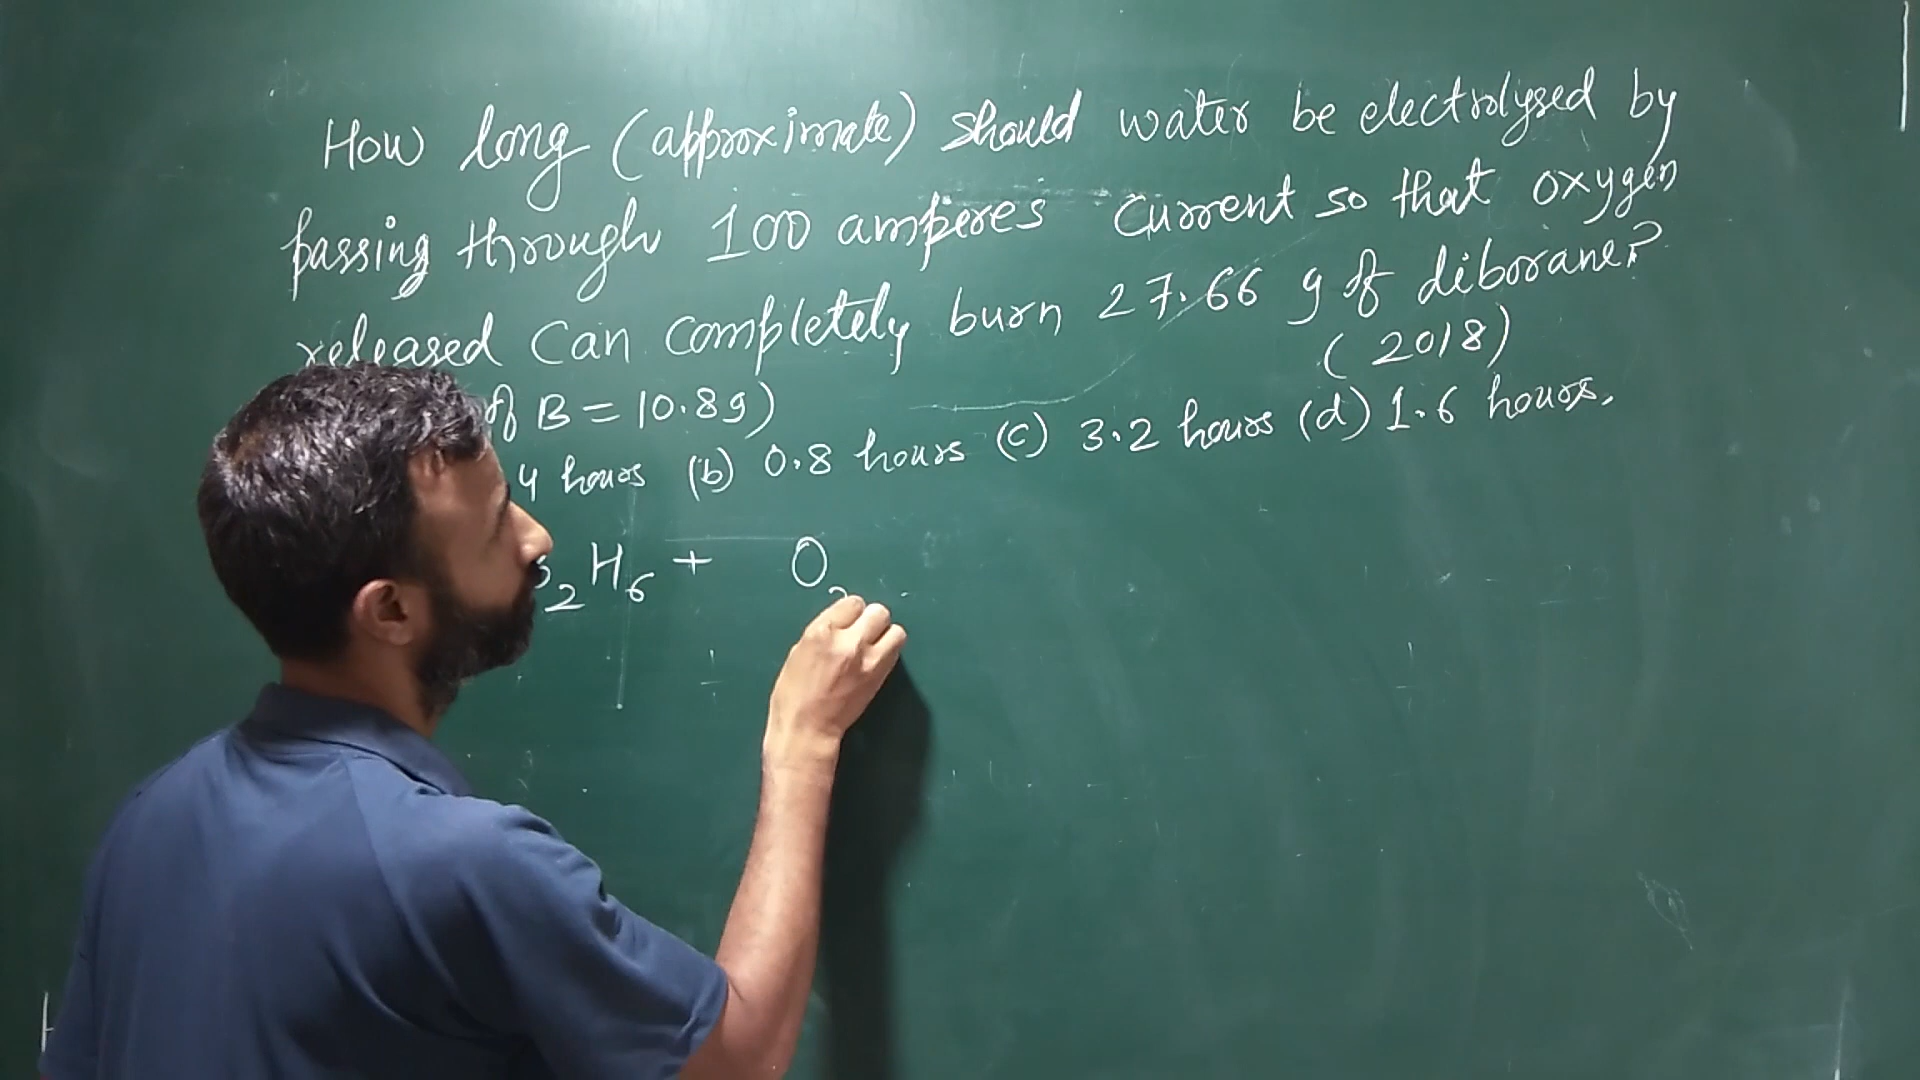 How long (approximate) should water be electrolysed by
passing through 100 amperes current so that oxygen
released can completely burn 27.66 g of diborane?
(2018)
of B = 10.8g)
4 hours (b) 0.8 hours (c) 3.2 hours (d) 1.6 hours.
2H6 + O2